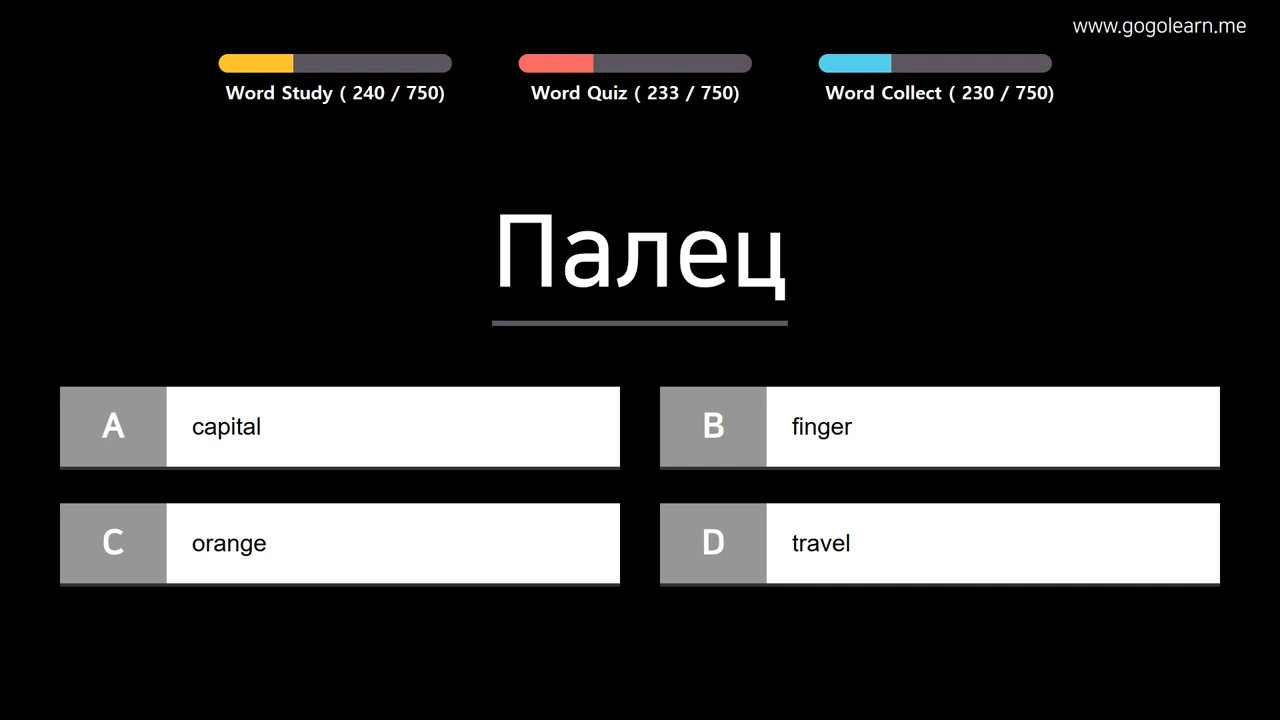 www.gogolearn.me
Word Study ( 240 / 750)
Word Quiz ( 233 / 750)
Word Collect ( 230 / 750)
Палец
A capital
B finger
C orange
D travel